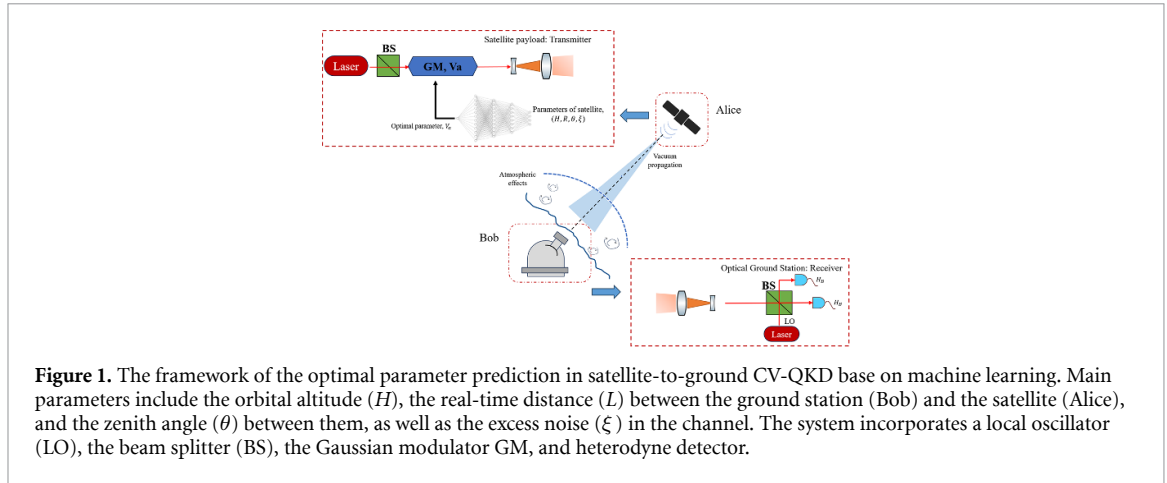 Satellite payload: Transmitter
BS
Laser
GM, Va
Parameters of satellite,
(H, R, θ, ξ)
Optimal parameter, Va
Alice
Vacuum
propagation
Atmospheric
effects
Bob
Optical Ground Station: Receiver
BS
LO
Laser
Figure 1. The framework of the optimal parameter prediction in satellite-to-ground CV-QKD base on machine learning. Main
parameters include the orbital altitude (H), the real-time distance (L) between the ground station (Bob) and the satellite (Alice),
and the zenith angle (θ) between them, as well as the excess noise (ξ) in the channel. The system incorporates a local oscillator
(LO), the beam splitter (BS), the Gaussian modulator GM, and heterodyne detector.